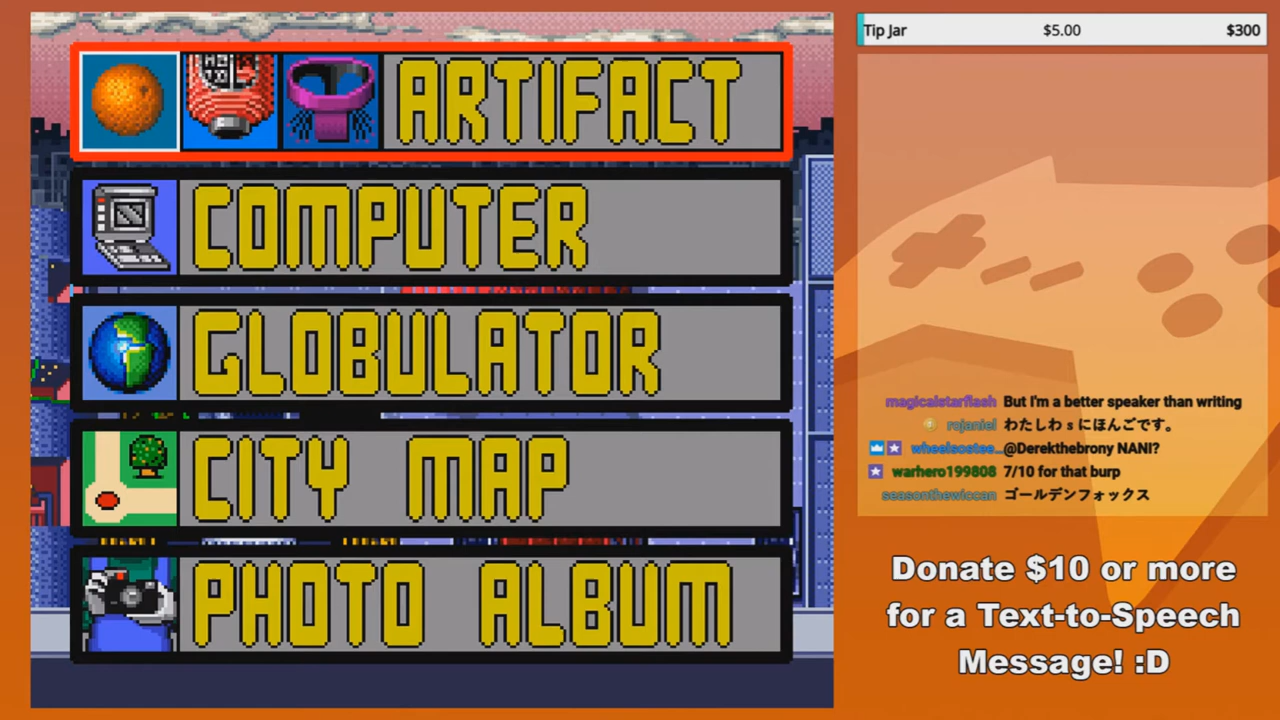 ARTIFACT
COMPUTER
GLOBULATOR
CITY MAP
PHOTO ALBUM
Tip Jar $5.00 $300
magicalstarflash But I'm a better speaker than writing
rojaniel わたしわ s にほんごです。
wheelsostee... @Derekthebrony NANI?
warhero199808 7/10 for that burp
seasonthewiccan ゴールデンフォックス
Donate $10 or more
for a Text-to-Speech
Message! :D